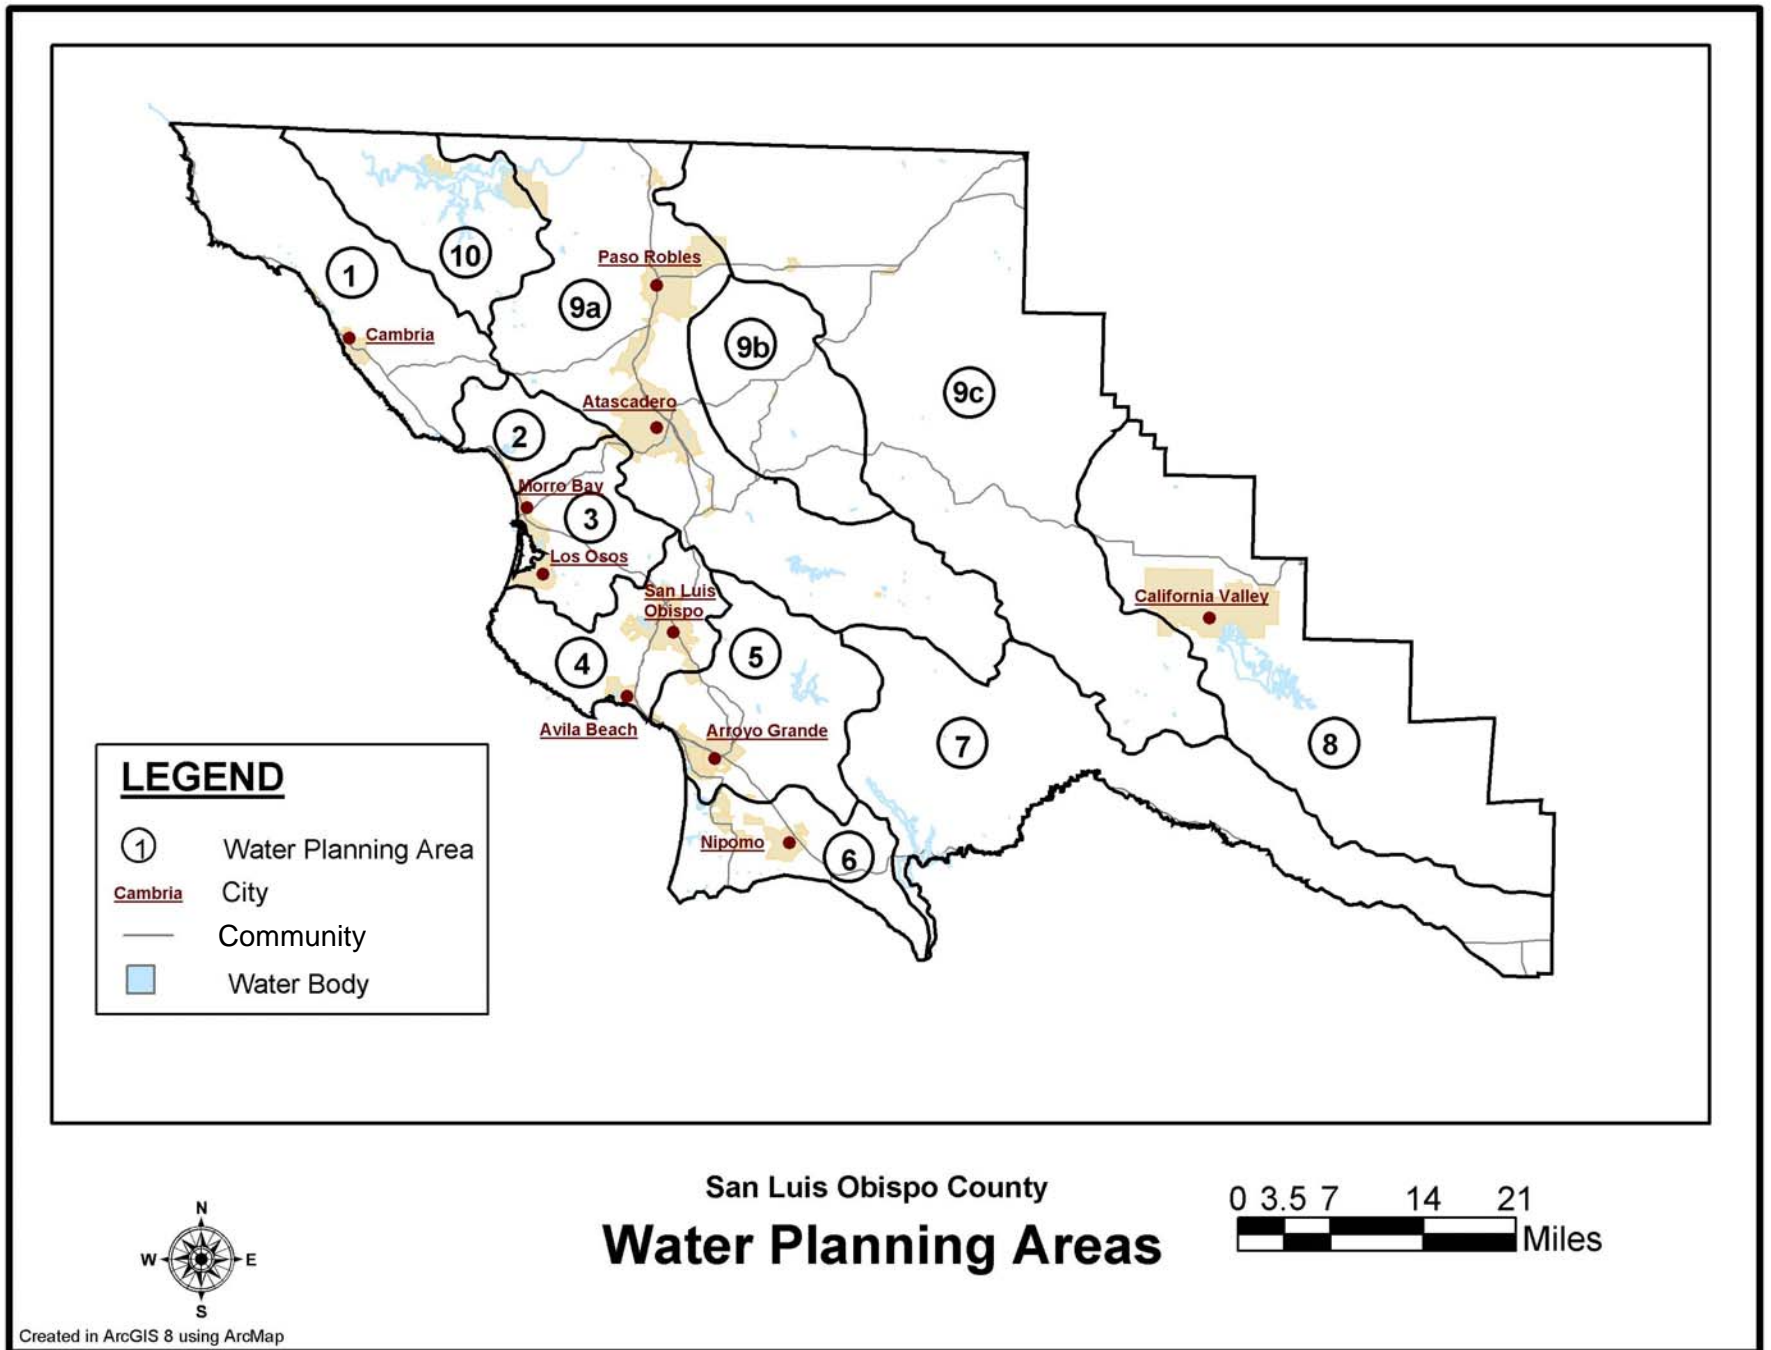 10
1
Paso Robles
9a
Cambria
9b
9c
Atascadero
2
Morro Bay
3
Los Osos
San Luis
Obispo
California Valley
4
5
Avila Beach
Arroyo Grande
7
8
Nipomo
6
LEGEND
1 Water Planning Area
Cambria City
Community
Water Body
San Luis Obispo County
Water Planning Areas
0 3.5 7 14 21
Miles
N
W E
S
Created in ArcGIS 8 using ArcMap